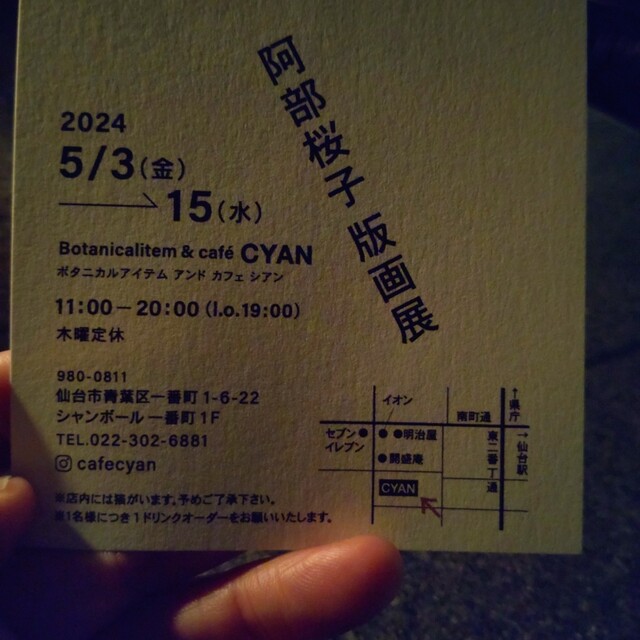 阿部桜子 版画展
2024
5/3(金)
15(水)
Botanicalitem & café CYAN
ボタニカルアイテム アンド カフェ シアン
11:00－20:00 (l.o.19:00)
木曜定休
980-0811
仙台市青葉区一番町1-6-22
シャンボール一番町1F
TEL.022-302-6881
cafecyan
※店内には猫がいます。予めご了承下さい。
※1名様につき1ドリンクオーダーをお願いいたします。
イオン
南町通
←県庁
セブン
イレブン
明治屋
開盛庵
東二番丁通
→仙台駅
CYAN